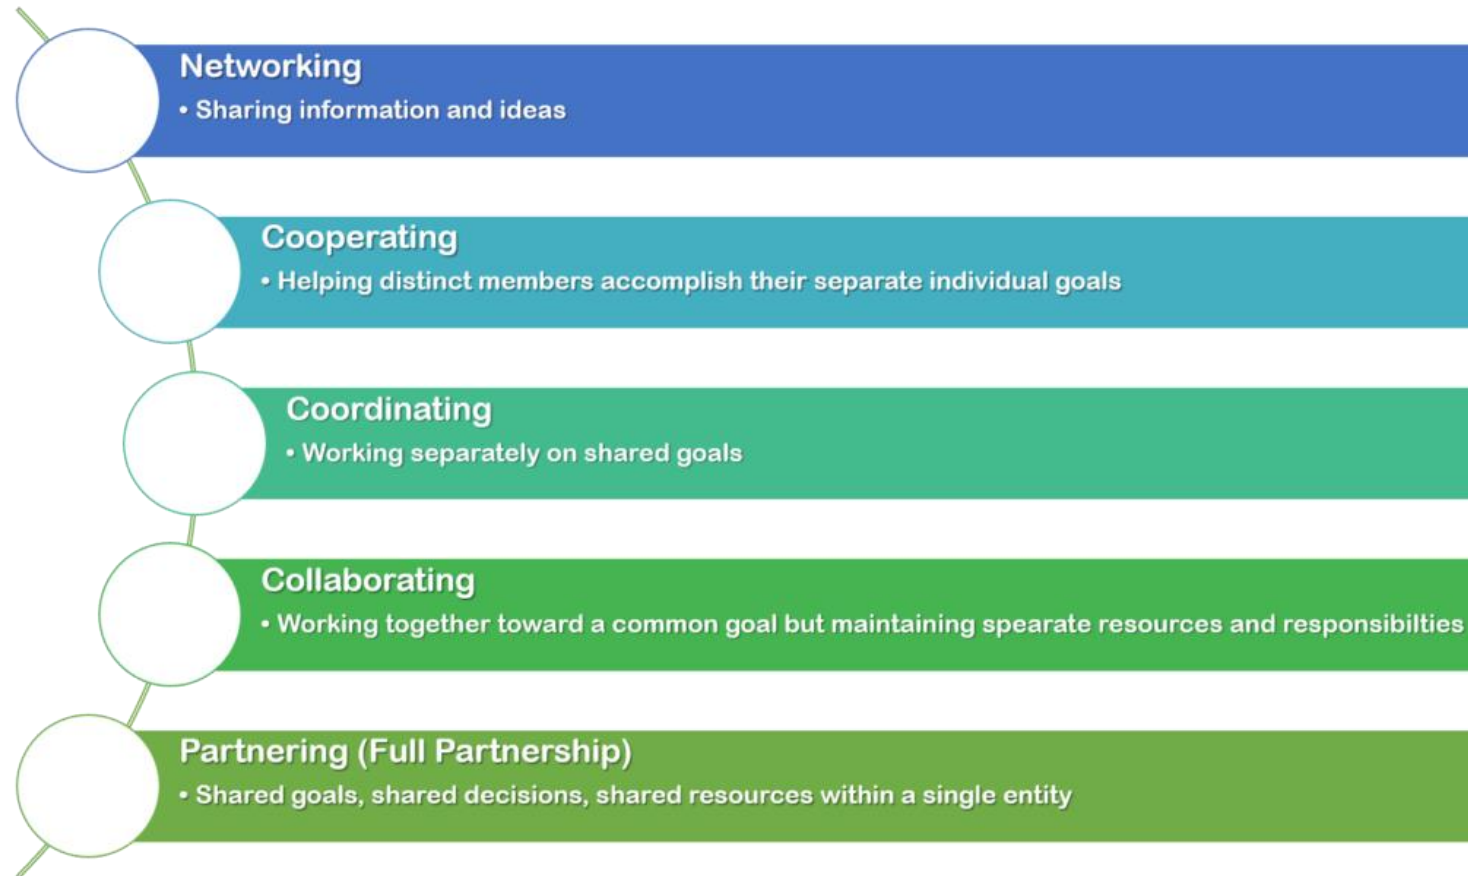 Networking
• Sharing information and ideas
Cooperating
• Helping distinct members accomplish their separate individual goals
Coordinating
• Working separately on shared goals
Collaborating
• Working together toward a common goal but maintaining spearate resources and responsibilties
Partnering (Full Partnership)
• Shared goals, shared decisions, shared resources within a single entity